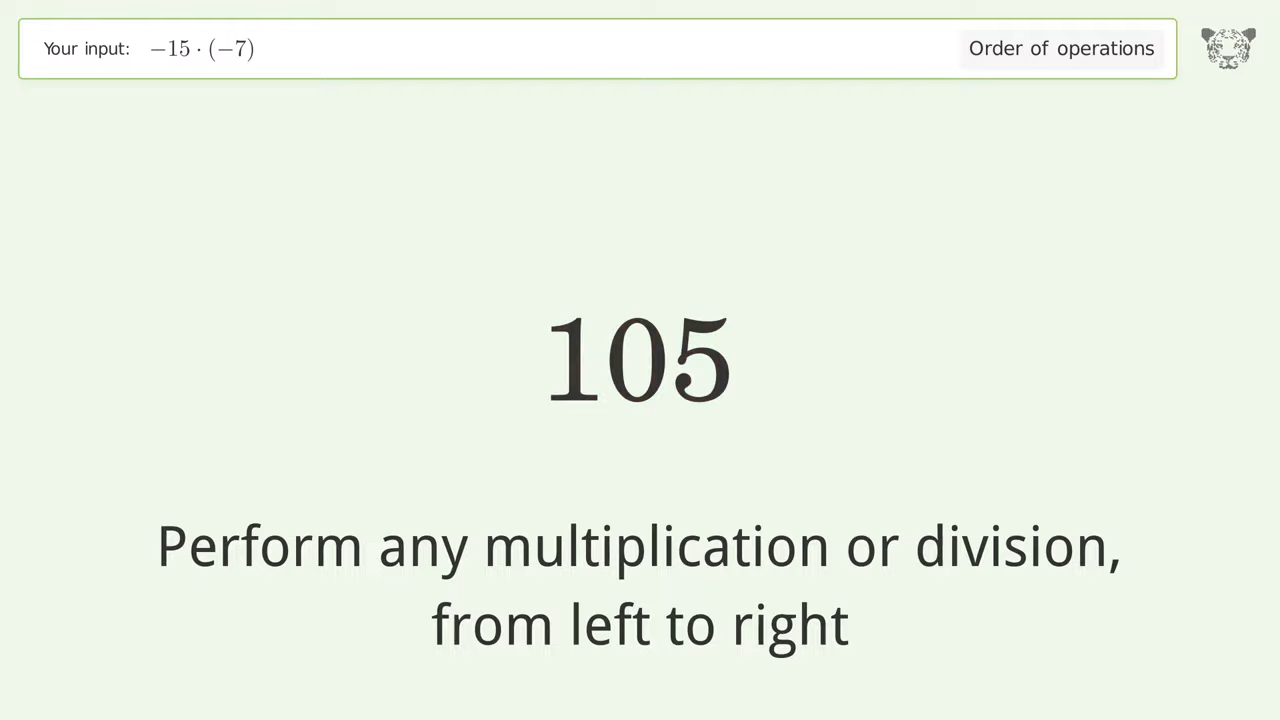 Your input: −15 · (−7)
Order of operations
105
Perform any multiplication or division,
from left to right